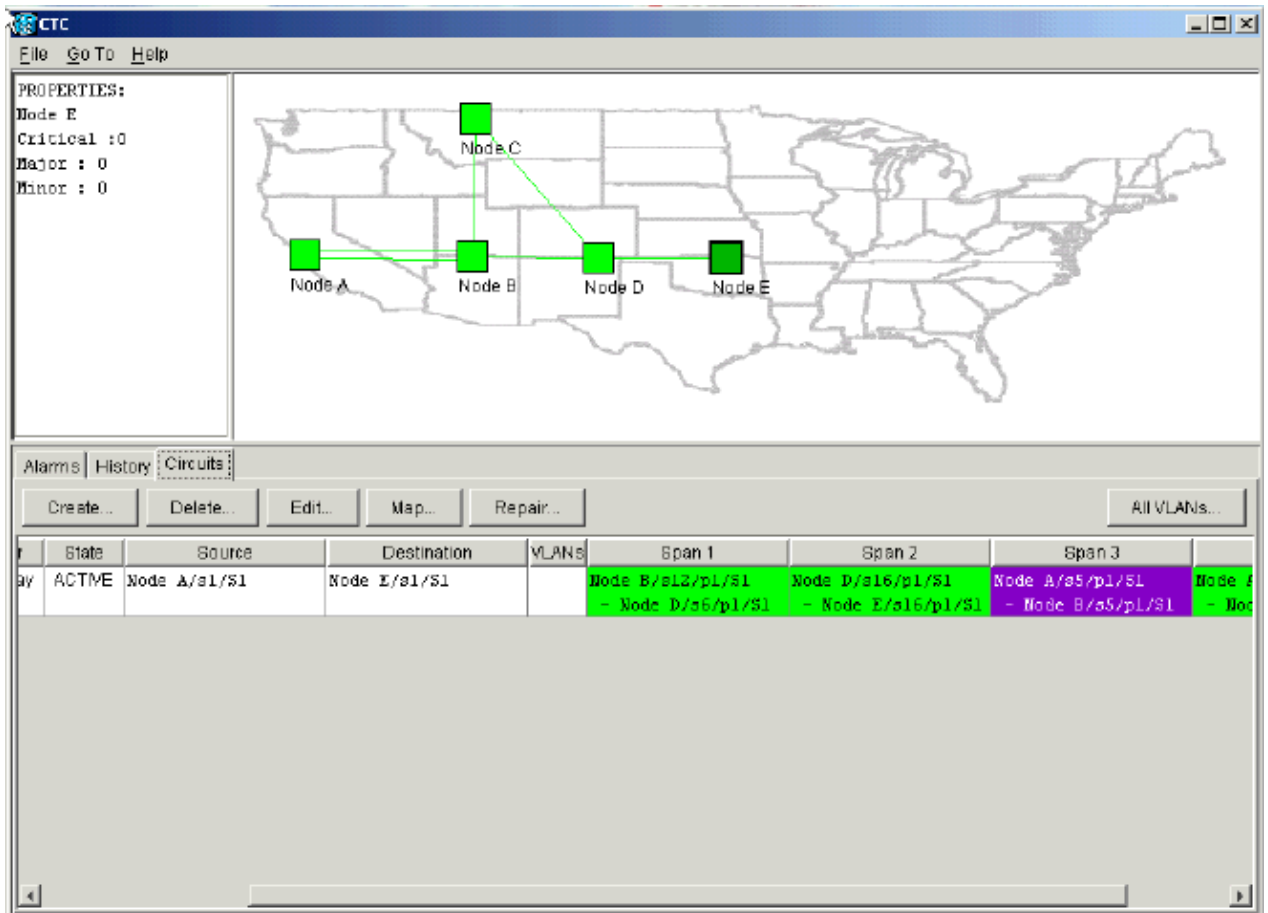 CTC
File Go To Help
PROPERTIES:
Node E
Critical :0
Major : 0
Minor : 0
Node C
Node A
Node B
Node D
Node E
Alarms History Circuits
Create... Delete... Edit... Map... Repair... All VLANs...
r State Source Destination VLANs Span 1 Span 2 Span 3
ay ACTIVE Node A/s1/S1 Node E/s1/S1 Node B/s12/p1/S1 Node D/s16/p1/S1 Node A/s5/p1/S1 Node
- Node D/s6/p1/S1 - Node E/s16/p1/S1 - Node B/s5/p1/S1 -